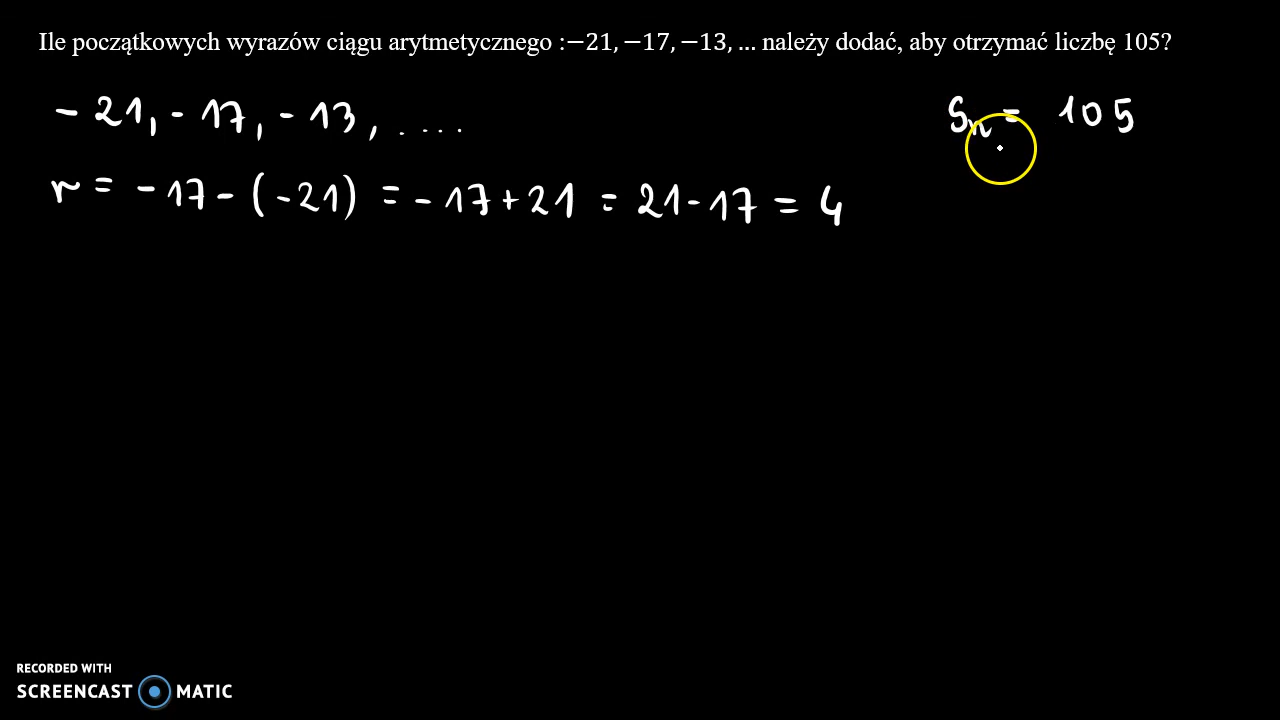 Ile początkowych wyrazów ciągu arytmetycznego :−21, −17, −13, ... należy dodać, aby otrzymać liczbę 105?
- 21, - 17, - 13, .... Sn = 105
r = - 17 - (-21) = - 17 + 21 = 21 - 17 = 4
RECORDED WITH
SCREENCAST MATIC